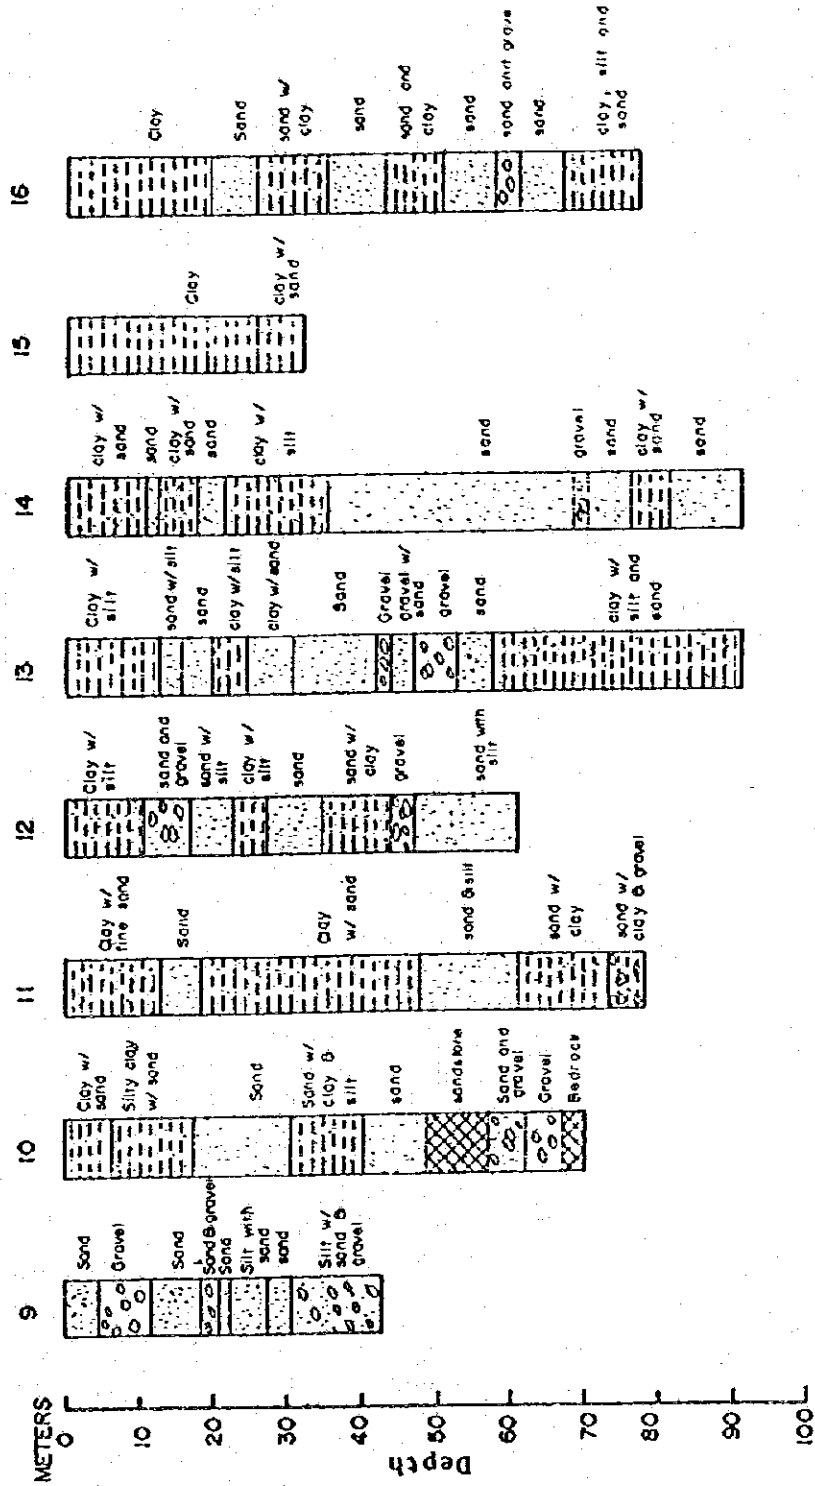 METERS
0
10
20
30
40
50
60
70
80
90
100
Depth
9
Sand
Gravel
Sand
Sand & gravel
Sand
Silt with
sand
sand
Silt w/
sand &
gravel
10
Clay w/
sand
Silty clay
w/ sand
Sand
Sand w/
clay &
silt
sand
sandstone
Sand and
gravel
Gravel
Bedrock
11
Clay w/
fine sand
Sand
Clay
w/ sand
sand & silt
sand w/
clay
sand w/
clay & gravel
12
Clay w/
silt
sand and
gravel
sand w/
silt
clay w/
silt
sand
sand w/
clay
gravel
sand with
silt
13
Clay w/
silt
sand w/ silt
sand
clay w/ silt
clay w/ sand
Sand
Gravel
gravel w/
sand
gravel
sand
clay w/
silt and
sand
14
clay w/
sand
sand
clay w/
sand
sand
clay w/
silt
sand
gravel
sand
clay w/
sand
sand
15
Clay
clay w/
sand
16
Clay
Sand
sand w/
clay
sand
sand and
clay
sand
sand and grave
sand
clay, silt and
sand